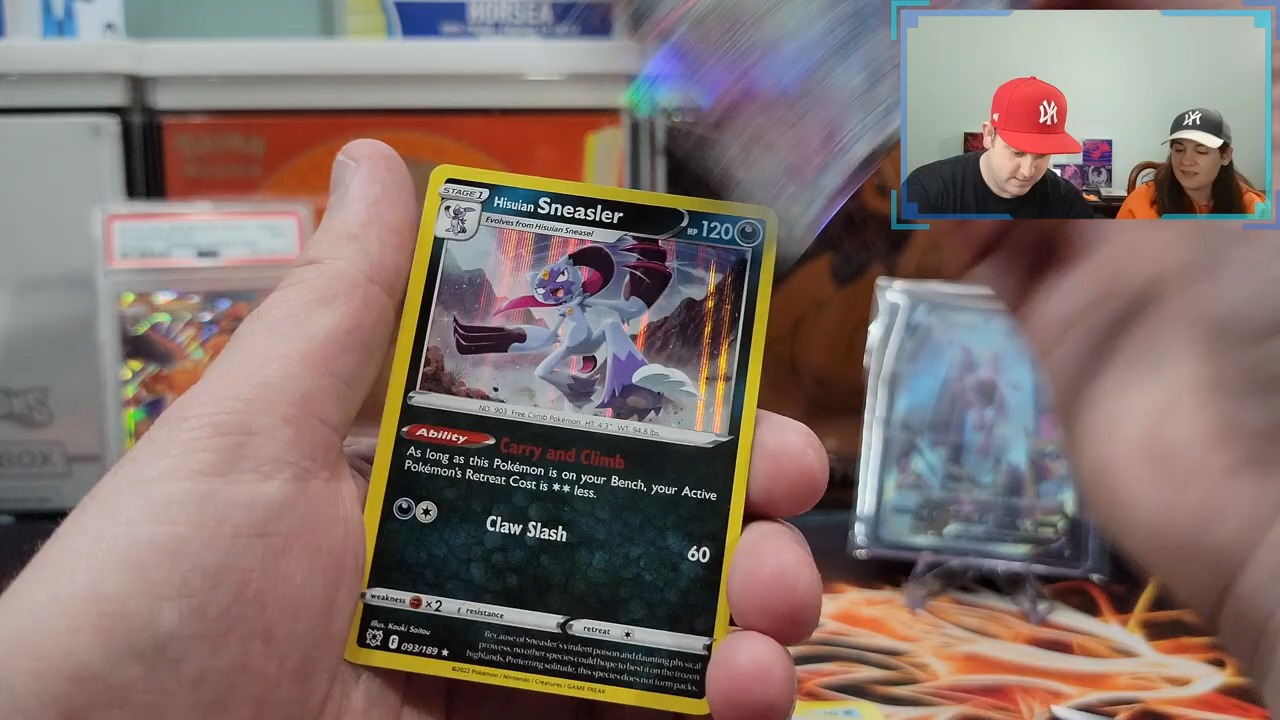 HORSEA
STAGE 1
Hisuian Sneasler
HP 120
Evolves from Hisuian Sneasel
NO. 903 Free Climb Pokémon HT: 4'3" WT: 94.8 lbs.
Ability Carry and Climb
As long as this Pokémon is on your Bench, your Active
Pokémon's Retreat Cost is ✶✶ less.
Claw Slash
60
weakness ×2 resistance
retreat
Illus. Kouki Saitou
F 093/189 ★
Because of Sneasler's virulent poison and daunting physical
prowess, no other species could hope to best it on the frozen
highlands. Preferring solitude, this species does not form packs.
©2022 Pokémon / Nintendo / Creatures / GAME FREAK
NY
NY
BOX